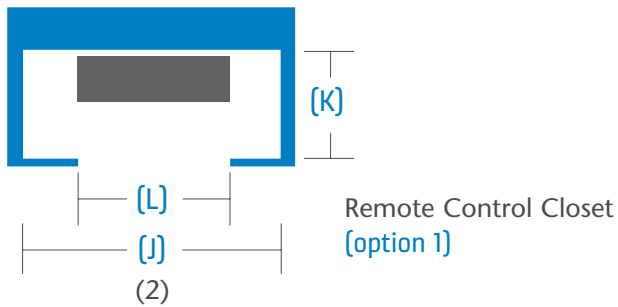 (K)
(L)
Remote Control Closet
(J)
(option 1)
(2)